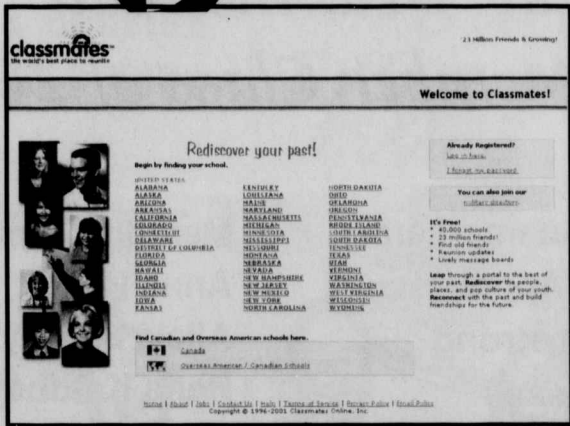 classmates™
the world's best place to reunite
23 Million Friends & Growing!
Welcome to Classmates!
Rediscover your past!
Begin by finding your school.
UNITED STATES
ALABAMA
ALASKA
ARIZONA
ARKANSAS
CALIFORNIA
COLORADO
CONNECTICUT
DELAWARE
DISTRICT OF COLUMBIA
FLORIDA
GEORGIA
HAWAII
IDAHO
ILLINOIS
INDIANA
IOWA
KANSAS
KENTUCKY
LOUISIANA
MAINE
MARYLAND
MASSACHUSETTS
MICHIGAN
MINNESOTA
MISSISSIPPI
MISSOURI
MONTANA
NEBRASKA
NEVADA
NEW HAMPSHIRE
NEW JERSEY
NEW MEXICO
NEW YORK
NORTH CAROLINA
NORTH DAKOTA
OHIO
OKLAHOMA
OREGON
PENNSYLVANIA
RHODE ISLAND
SOUTH CAROLINA
SOUTH DAKOTA
TENNESSEE
TEXAS
UTAH
VERMONT
VIRGINIA
WASHINGTON
WEST VIRGINIA
WISCONSIN
WYOMING
Find Canadian and Overseas American schools here.
Canada
Overseas American / Canadian Schools
Already Registered?
Log in here.
I forgot my password.
You can also join our
military directory.
It's Free!
* 40,000 schools
* 23 million friends!
* Find old friends
* Reunion updates
* Lively message boards
Leap through a portal to the best of
your past. Rediscover the people,
places, and pop culture of your youth.
Reconnect with the past and build
friendships for the future.
Home | About | Jobs | Contact Us | Help | Terms of Service | Privacy Policy | Email Policy
Copyright © 1996-2001 Classmates Online, Inc.